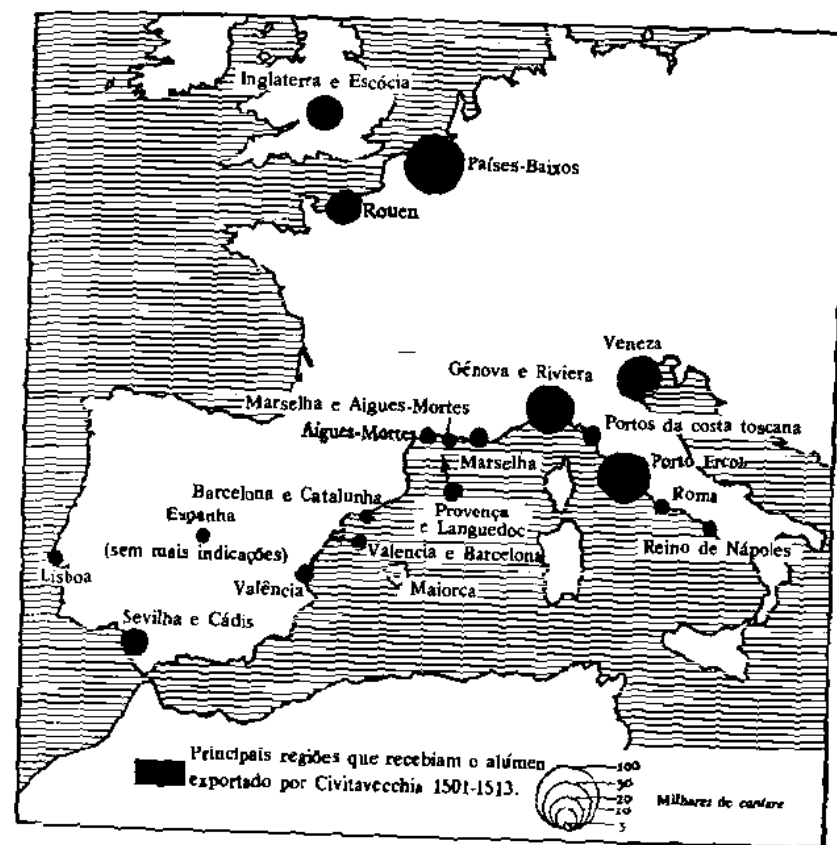 Inglaterra e Escócia
Países-Baixos
Rouen
Veneza
Génova e Riviera
Marselha e Aigues-Mortes
Aigues-Mortes
Portos da costa toscana
Marselha
Porto Ercole
Barcelona e Catalunha
Provença
e Languedoc
Roma
Espanha
(sem mais indicações)
Valencia e Barcelona
Reino de Nápoles
Lisboa
Valência
Maiorca
Sevilha e Cádis
Principais regiões que recebiam o alúmen
exportado por Civitavecchia 1501-1513.
100
50
20
10
5
Milhares de cantare